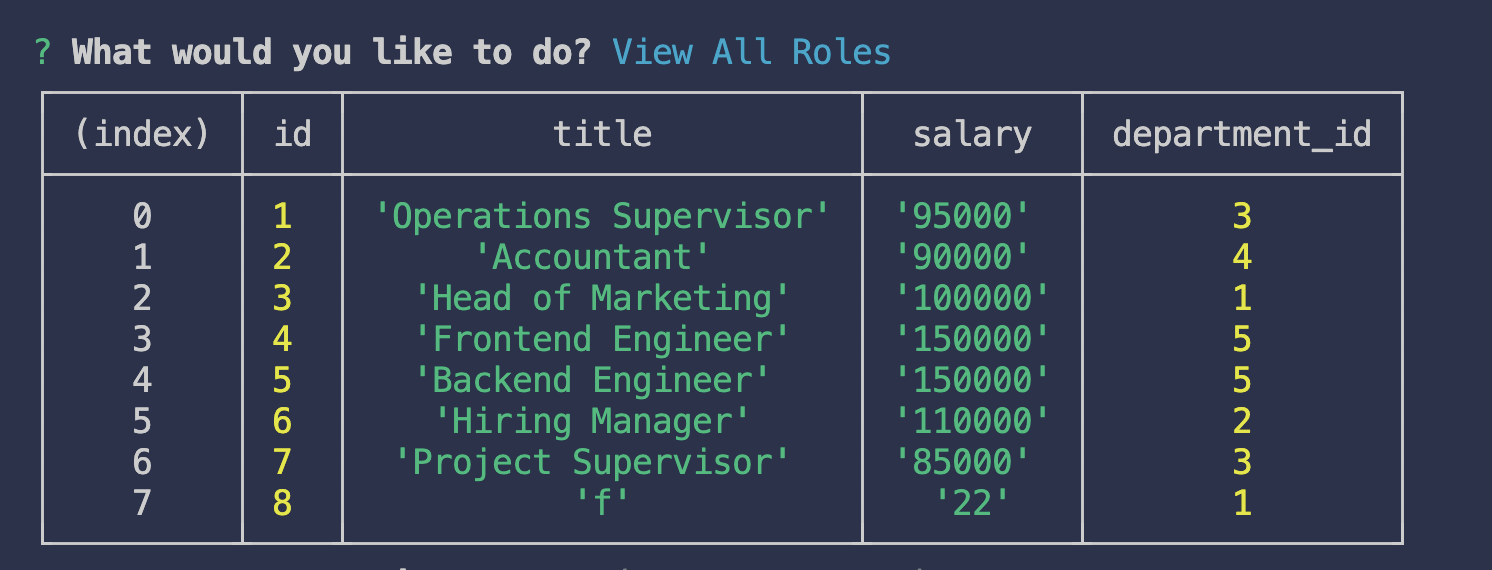 ? What would you like to do? View All Roles
(index) id title salary department_id
0 1 'Operations Supervisor' '95000' 3
1 2 'Accountant' '90000' 4
2 3 'Head of Marketing' '100000' 1
3 4 'Frontend Engineer' '150000' 5
4 5 'Backend Engineer' '150000' 5
5 6 'Hiring Manager' '110000' 2
6 7 'Project Supervisor' '85000' 3
7 8 'f' '22' 1